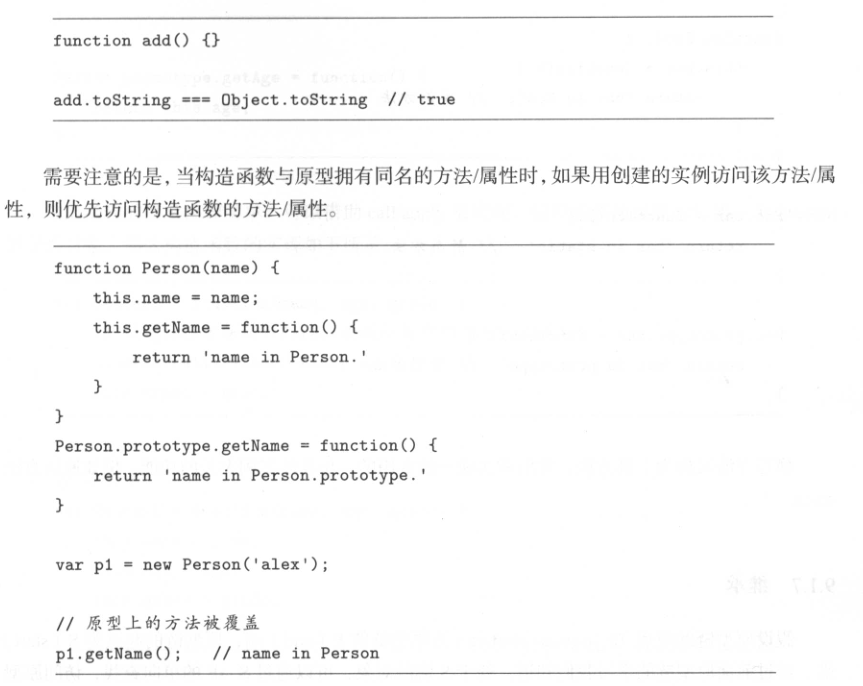 function add() {}
add.toString === Object.toString // true
需要注意的是，当构造函数与原型拥有同名的方法/属性时，如果用创建的实例访问该方法/属
性，则优先访问构造函数的方法/属性。
function Person(name) {
    this.name = name;
    this.getName = function() {
        return 'name in Person.'
    }
}
Person.prototype.getName = function() {
    return 'name in Person.prototype.'
}
var p1 = new Person('alex');
// 原型上的方法被覆盖
p1.getName(); // name in Person